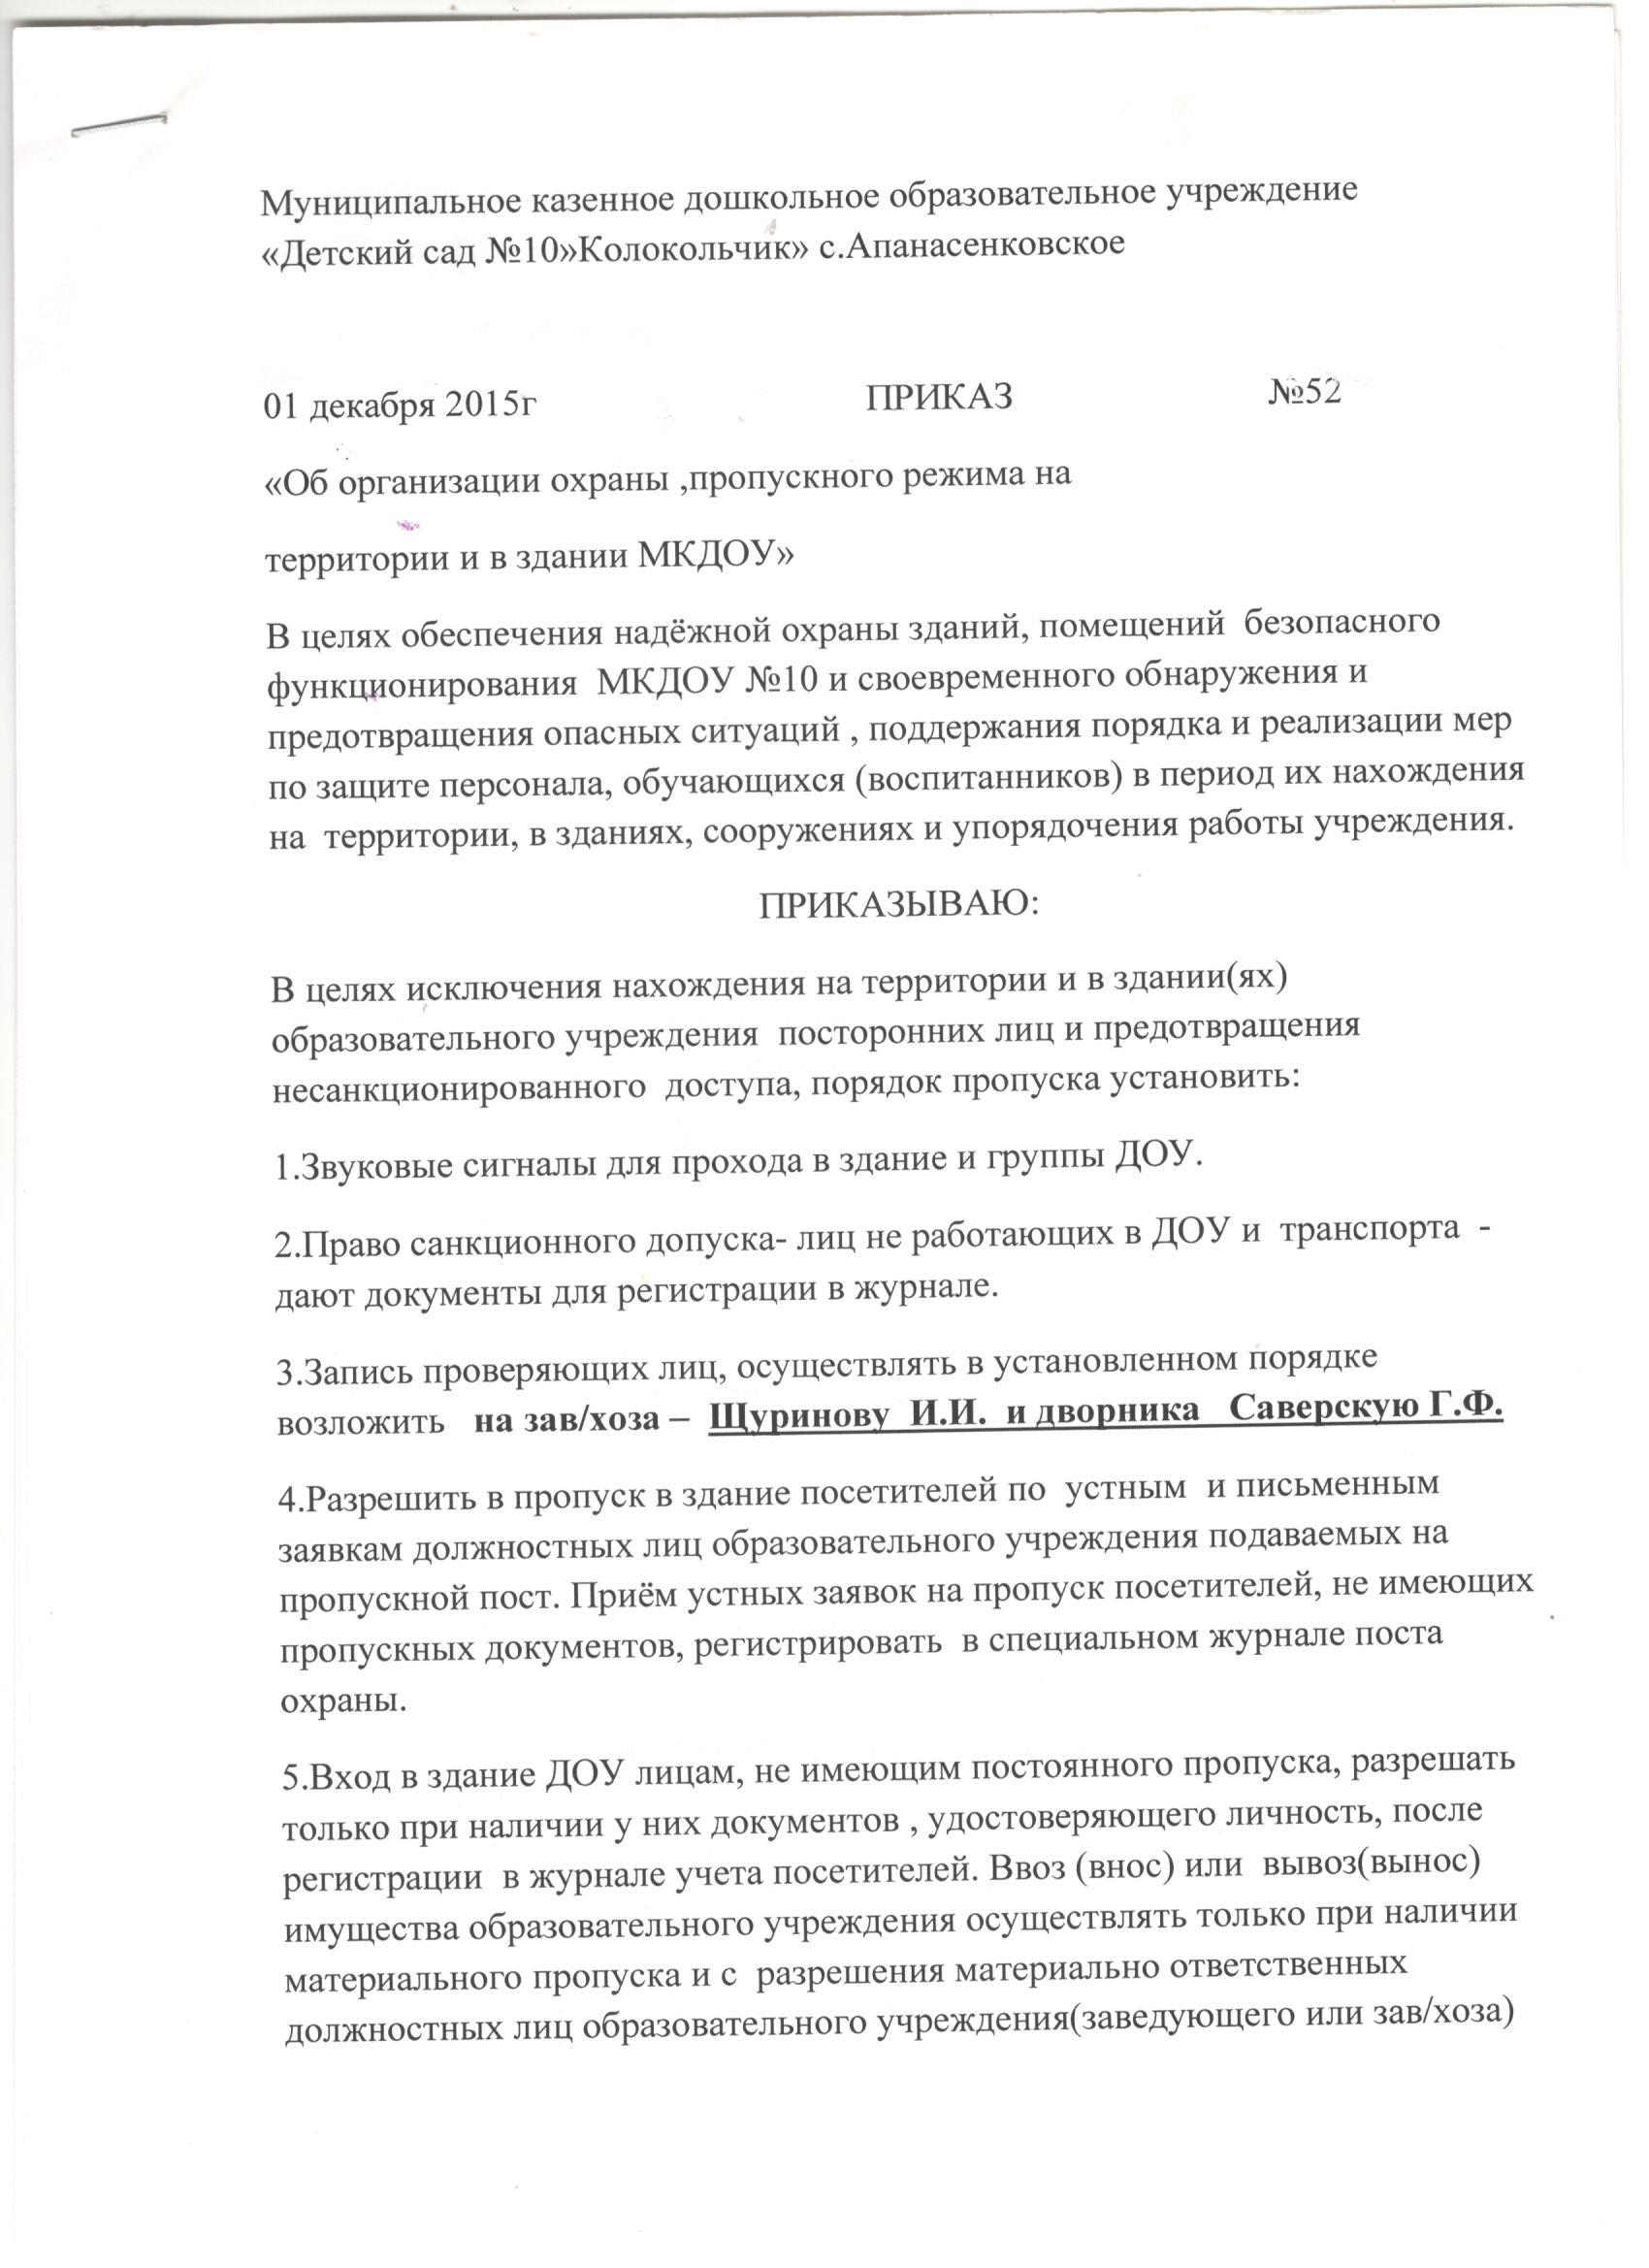 Муниципальное казенное дошкольное образовательное учреждение
«Детский сад №10»Колокольчик» с.Апанасенковское
01 декабря 2015г ПРИКАЗ №52
«Об организации охраны ,пропускного режима на
территории и в здании МКДОУ»
В целях обеспечения надёжной охраны зданий, помещений безопасного
функционирования МКДОУ №10 и своевременного обнаружения и
предотвращения опасных ситуаций , поддержания порядка и реализации мер
по защите персонала, обучающихся (воспитанников) в период их нахождения
на территории, в зданиях, сооружениях и упорядочения работы учреждения.
ПРИКАЗЫВАЮ:
В целях исключения нахождения на территории и в здании(ях)
образовательного учреждения посторонних лиц и предотвращения
несанкционированного доступа, порядок пропуска установить:
1.Звуковые сигналы для прохода в здание и группы ДОУ.
2.Право санкционного допуска- лиц не работающих в ДОУ и транспорта -
дают документы для регистрации в журнале.
3.Запись проверяющих лиц, осуществлять в установленном порядке
возложить на зав/хоза – Щуринову И.И. и дворника Саверскую Г.Ф.
4.Разрешить в пропуск в здание посетителей по устным и письменным
заявкам должностных лиц образовательного учреждения подаваемых на
пропускной пост. Приём устных заявок на пропуск посетителей, не имеющих
пропускных документов, регистрировать в специальном журнале поста
охраны.
5.Вход в здание ДОУ лицам, не имеющим постоянного пропуска, разрешать
только при наличии у них документов , удостоверяющего личность, после
регистрации в журнале учета посетителей. Ввоз (внос) или вывоз(вынос)
имущества образовательного учреждения осуществлять только при наличии
материального пропуска и с разрешения материально ответственных
должностных лиц образовательного учреждения(заведующего или зав/хоза)